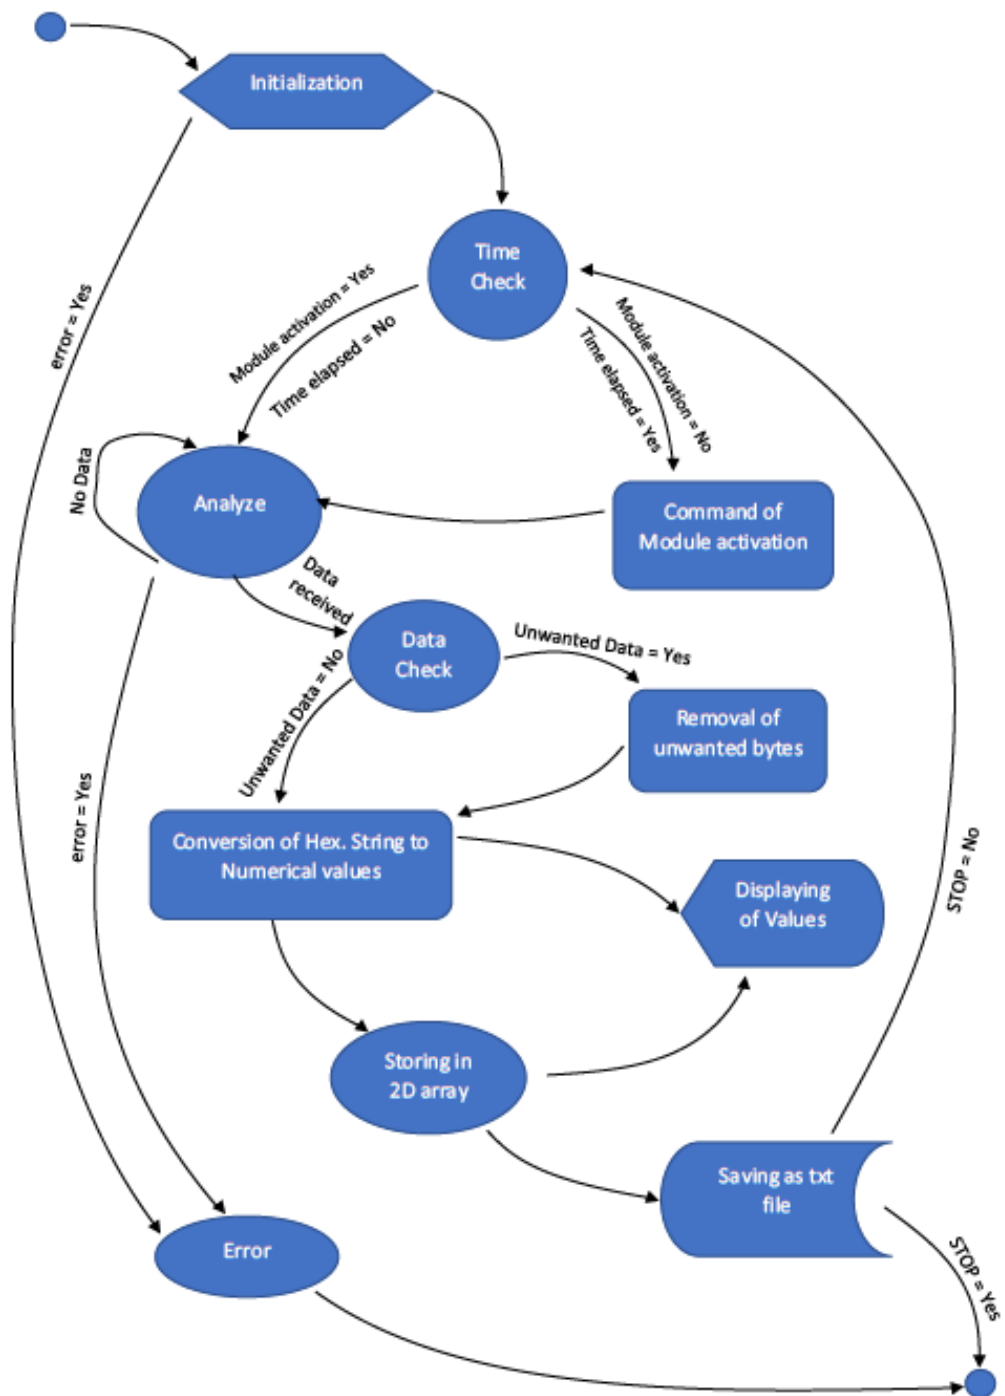 Initialization
Time
Check
error = Yes
Module activation = Yes
Time elapsed = No
Module activation = No
Time elapsed = Yes
No Data
Analyze
Command of
Module activation
Data
received
Data
Check
Unwanted Data = Yes
Unwanted Data = No
Removal of
unwanted bytes
error = Yes
Conversion of Hex. String to
Numerical values
Displaying
of Values
STOP = No
Storing in
2D array
Saving as txt
file
Error
STOP = Yes